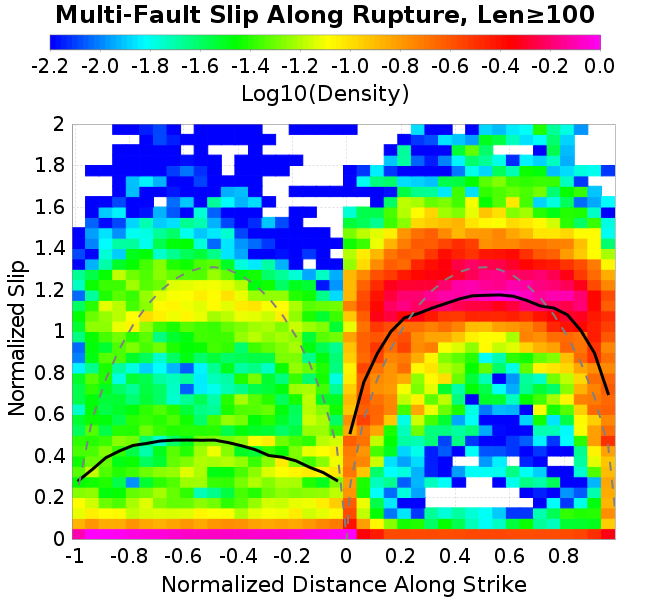 Multi-Fault Slip Along Rupture, Len≥100
-2.2 -2.0 -1.8 -1.6 -1.4 -1.2 -1.0 -0.8 -0.6 -0.4 -0.2 0.0
Log10(Density)
2
1.8
1.6
1.4
1.2
1
0.8
0.6
0.4
0.2
0
Normalized Slip
-1 -0.8 -0.6 -0.4 -0.2 0 0.2 0.4 0.6 0.8
Normalized Distance Along Strike